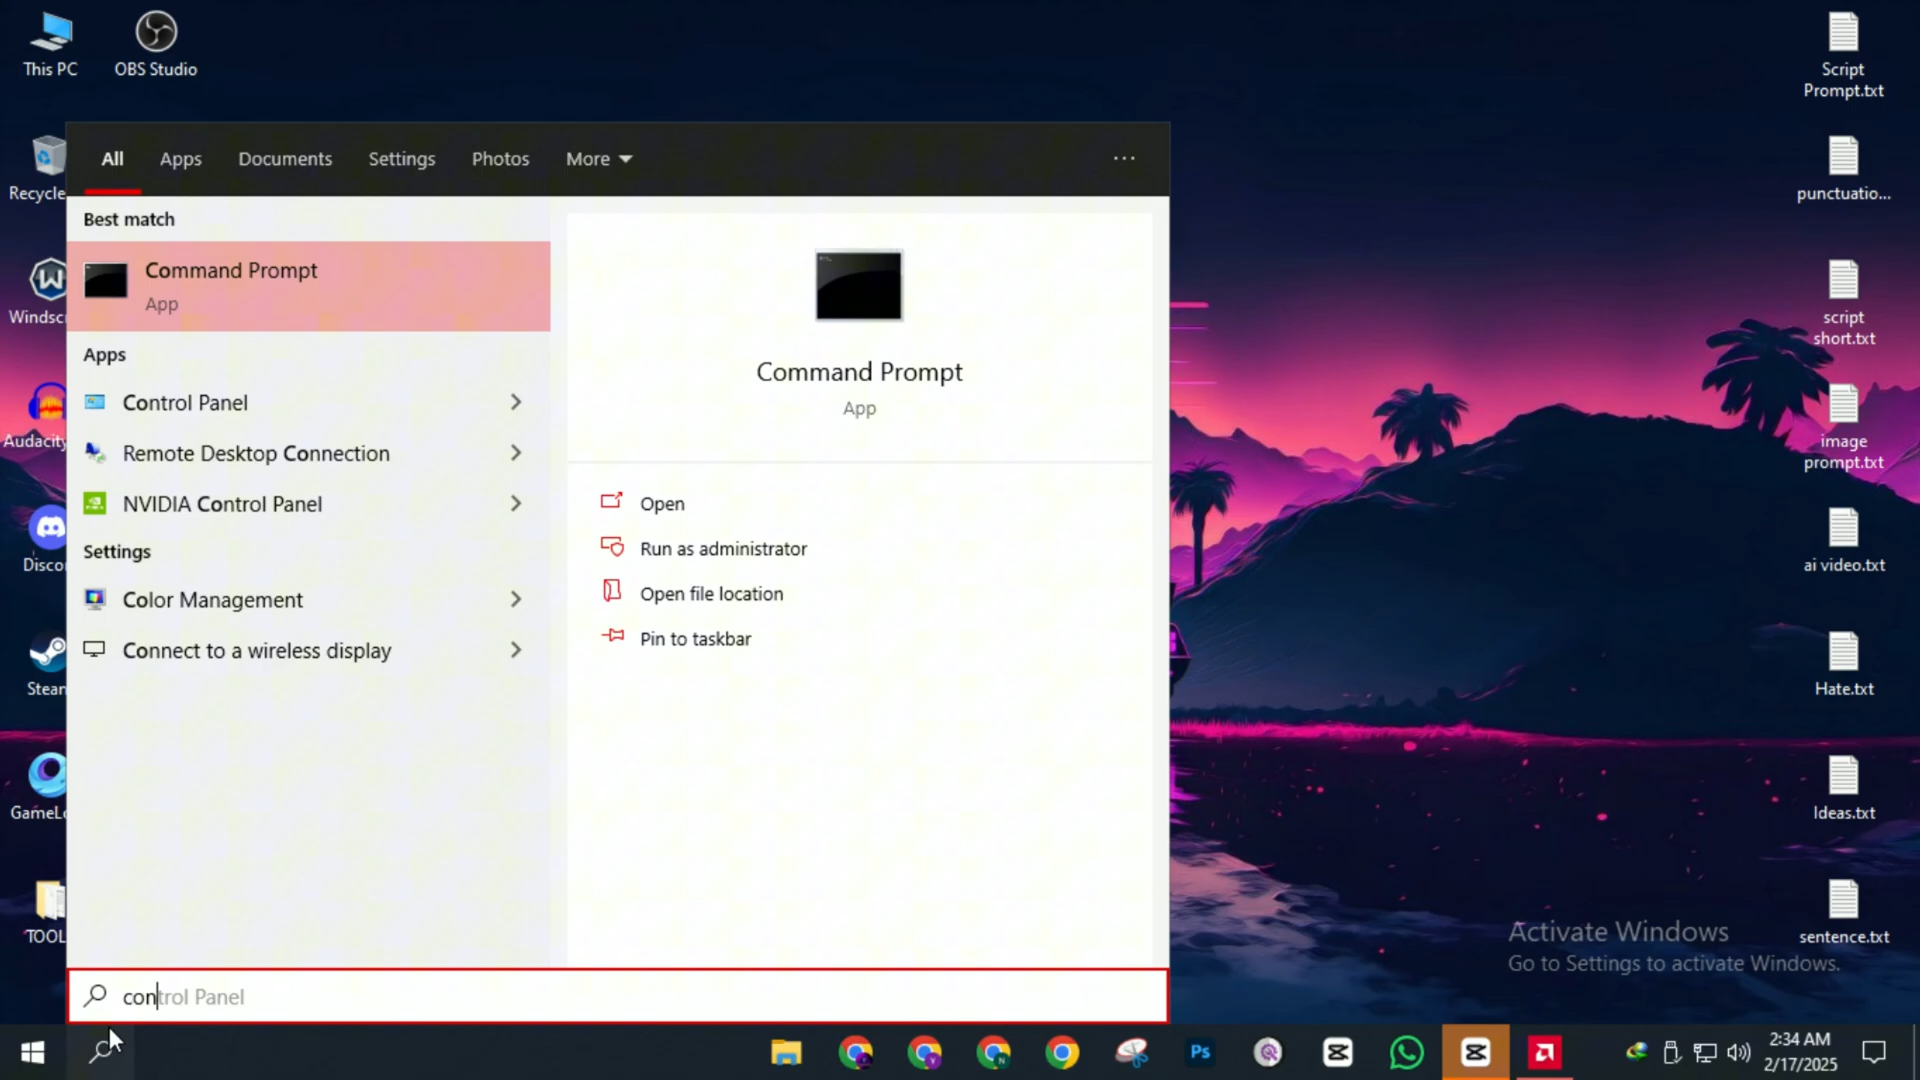 This PC
OBS Studio
Script
Prompt.txt
All
Apps
Documents
Settings
Photos
More
...
Recycle
punctuatio...
Best match
Command Prompt
App
Windsc
script
short.txt
Command Prompt
App
Apps
Control Panel
Remote Desktop Connection
NVIDIA Control Panel
Audacity
image
prompt.txt
Open
Run as administrator
Open file location
Pin to taskbar
Settings
Color Management
Connect to a wireless display
Disco
ai video.txt
Steam
Hate.txt
GameLo
Ideas.txt
TOOL
sentence.txt
Activate Windows
Go to Settings to activate Windows.
control Panel
Ps
2:34 AM
2/17/2025